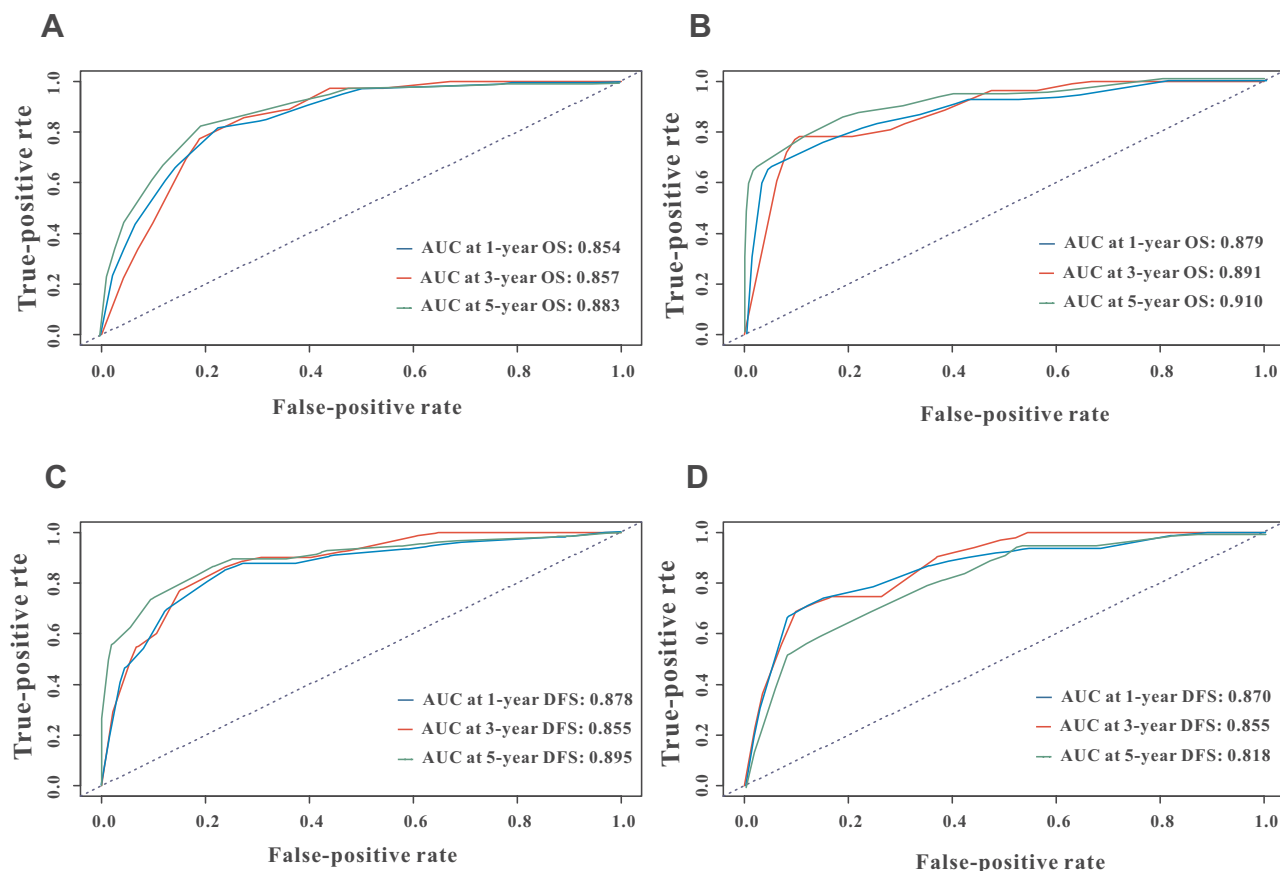 A
True-positive rte
0.0 0.2 0.4 0.6 0.8 1.0
AUC at 1-year OS: 0.854
AUC at 3-year OS: 0.857
AUC at 5-year OS: 0.883
0.0 0.2 0.4 0.6 0.8 1.0
False-positive rate
B
True-positive rte
0.0 0.2 0.4 0.6 0.8 1.0
AUC at 1-year OS: 0.879
AUC at 3-year OS: 0.891
AUC at 5-year OS: 0.910
0.0 0.2 0.4 0.6 0.8 1.0
False-positive rate
C
True-positive rte
0.0 0.2 0.4 0.6 0.8 1.0
AUC at 1-year DFS: 0.878
AUC at 3-year DFS: 0.855
AUC at 5-year DFS: 0.895
0.0 0.2 0.4 0.6 0.8 1.0
False-positive rate
D
True-positive rte
0.0 0.2 0.4 0.6 0.8 1.0
AUC at 1-year DFS: 0.870
AUC at 3-year DFS: 0.855
AUC at 5-year DFS: 0.818
0.0 0.2 0.4 0.6 0.8 1.0
False-positive rate